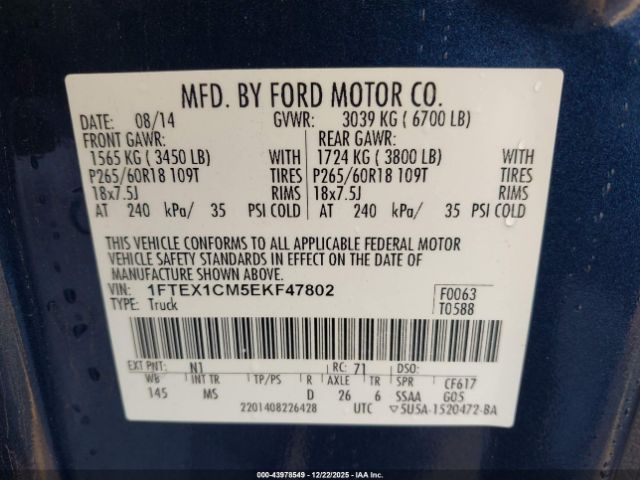 MFD. BY FORD MOTOR CO.
DATE: 08/14 GVWR: 3039 KG ( 6700 LB)
FRONT GAWR: REAR GAWR:
1565 KG ( 3450 LB) WITH 1724 KG ( 3800 LB) WITH
P265/60R18 109T TIRES P265/60R18 109T TIRES
18x7.5J RIMS 18x7.5J RIMS
AT 240 kPa/ 35 PSI COLD AT 240 kPa/ 35 PSI COLD
THIS VEHICLE CONFORMS TO ALL APPLICABLE FEDERAL MOTOR
VEHICLE SAFETY STANDARDS IN EFFECT ON THE DATE OF
MANUFACTURE SHOWN ABOVE.
VIN: 1FTEX1CM5EKF47802 F0063
TYPE: Truck T0588
EXT PNT: N1 RC: 71 DSO:
WB INT TR TP/PS R AXLE TR SPR CF617
145 MS D 26 6 SSAA G05
2201408226428 UTC ▽5U5A-1520472-BA
000-43978549 - 12/22/2025 - IAA Inc.